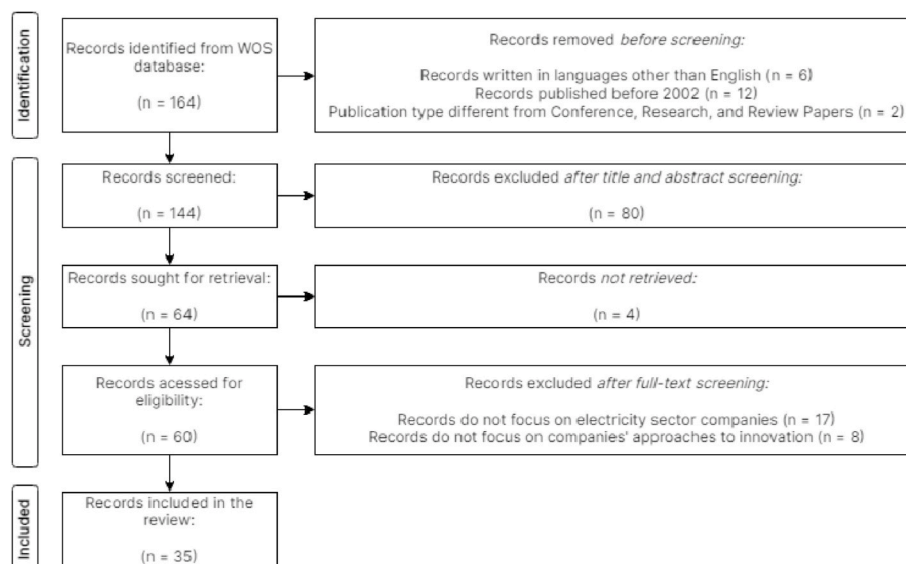 Identification
Records identified from WOS
database:
(n = 164)
Records removed before screening:
Records written in languages other than English (n = 6)
Records published before 2002 (n = 12)
Publication type different from Conference, Research, and Review Papers (n = 2)
Screening
Records screened:
(n = 144)
Records excluded after title and abstract screening:
(n = 80)
Records sought for retrieval:
(n = 64)
Records not retrieved:
(n = 4)
Records acessed for
eligibility:
(n = 60)
Records excluded after full-text screening:
Records do not focus on electricity sector companies (n = 17)
Records do not focus on companies' approaches to innovation (n = 8)
Included
Records included in the
review:
(n = 35)